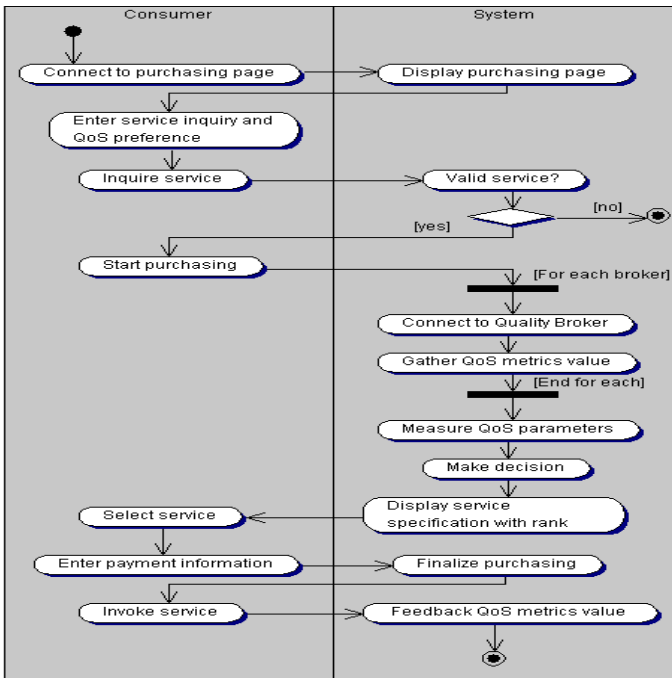 Consumer
System
Connect to purchasing page
Display purchasing page
Enter service inquiry and
QoS preference
Inquire service
Valid service?
[no]
[yes]
Start purchasing
[For each broker]
Connect to Quality Broker
Gather QoS metrics value
[End for each]
Measure QoS parameters
Make decision
Select service
Display service
specification with rank
Enter payment information
Finalize purchasing
Invoke service
Feedback QoS metrics value